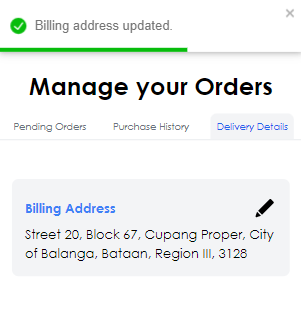 Billing address updated.
Manage your Orders
Pending Orders
Purchase History
Delivery Details
Billing Address
Street 20, Block 67, Cupang Proper, City
of Balanga, Bataan, Region III, 3128